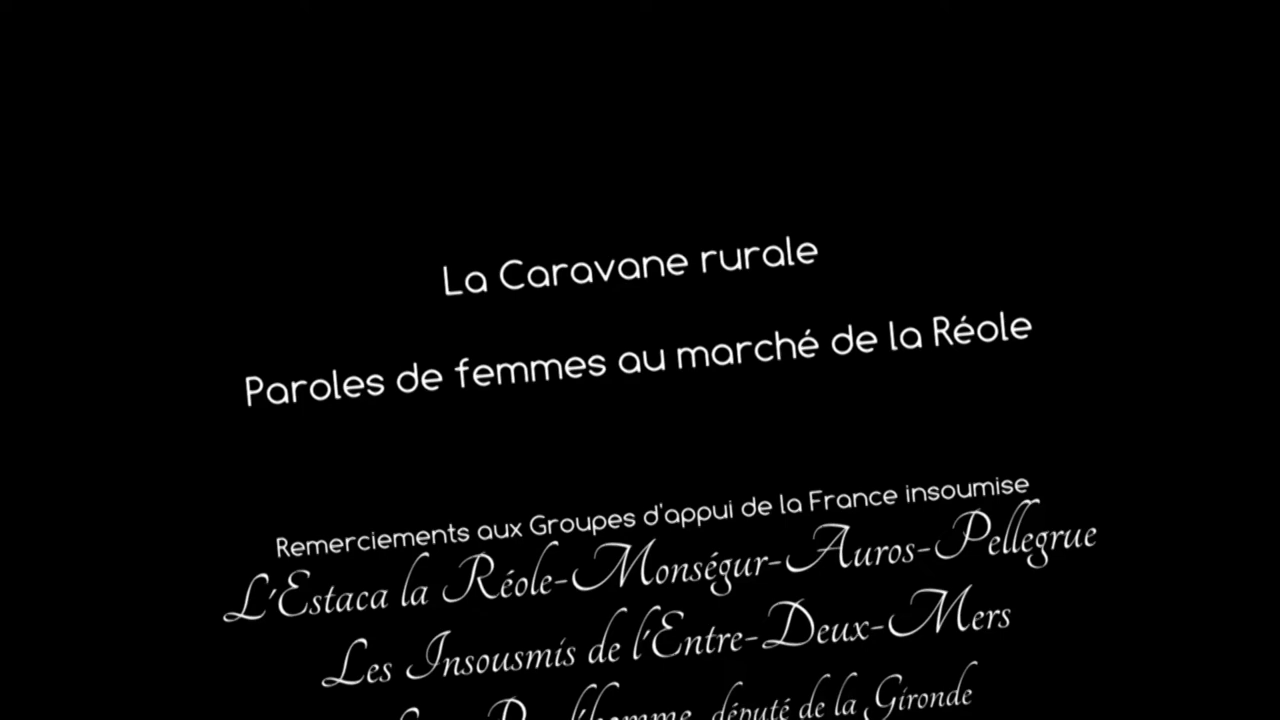 La Caravane rurale
Paroles de femmes au marché de la Réole
Remerciements aux Groupes d'appui de la France insoumise
L'Estaca la Réole-Monségur-Auros-Pellegrue
Les Insousmis de l'Entre-Deux-Mers
député de la Gironde